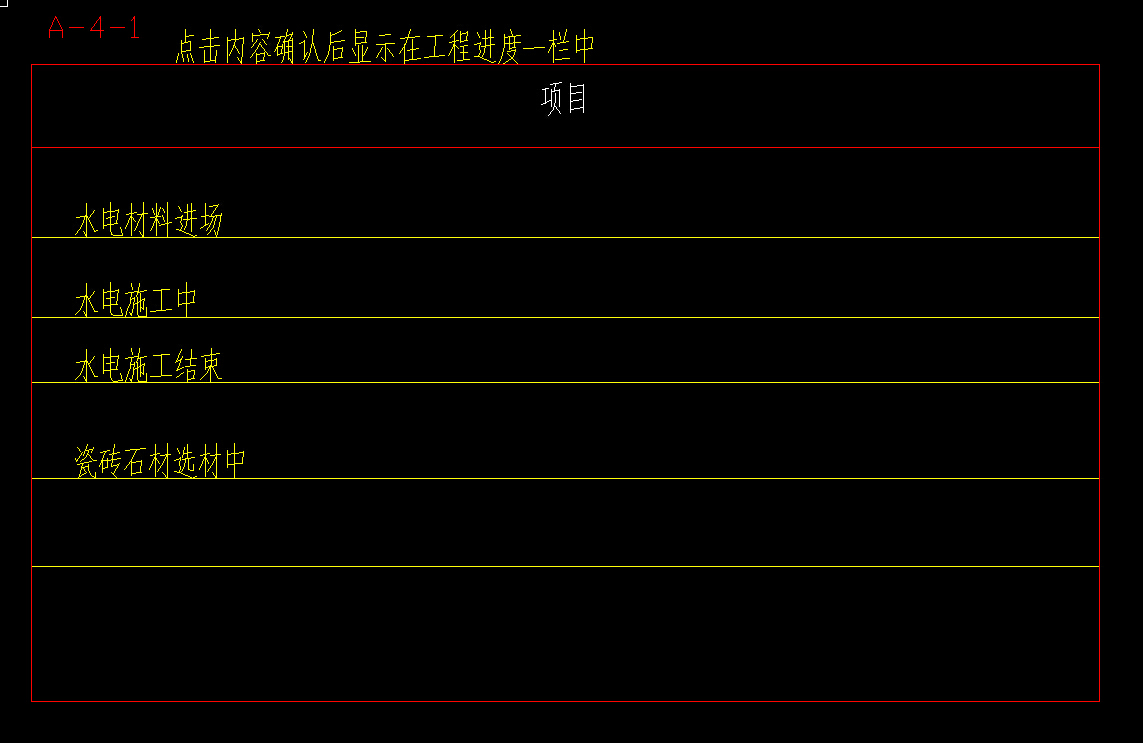 A-4-1
点击内容确认后显示在工程进度一栏中
项目
水电材料进场
水电施工中
水电施工结束
瓷砖石材选材中